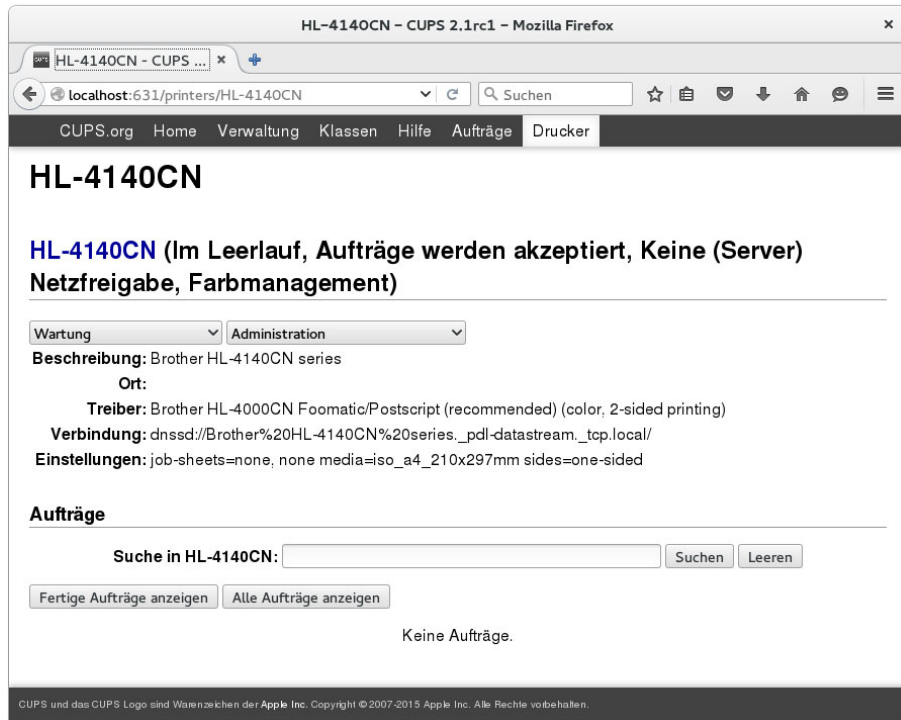 HL-4140CN – CUPS 2.1rc1 – Mozilla Firefox
HL-4140CN - CUPS ...
localhost:631/printers/HL-4140CN
Suchen
CUPS.org Home Verwaltung Klassen Hilfe Aufträge Drucker
HL-4140CN
HL-4140CN (Im Leerlauf, Aufträge werden akzeptiert, Keine (Server)
Netzfreigabe, Farbmanagement)
Wartung Administration
Beschreibung: Brother HL-4140CN series
Ort:
Treiber: Brother HL-4000CN Foomatic/Postscript (recommended) (color, 2-sided printing)
Verbindung: dnssd://Brother%20HL-4140CN%20series._pdl-datastream._tcp.local/
Einstellungen: job-sheets=none, none media=iso_a4_210x297mm sides=one-sided
Aufträge
Suche in HL-4140CN: Suchen Leeren
Fertige Aufträge anzeigen Alle Aufträge anzeigen
Keine Aufträge.
CUPS und das CUPS Logo sind Warenzeichen der Apple Inc. Copyright © 2007-2015 Apple Inc. Alle Rechte vorbehalten.